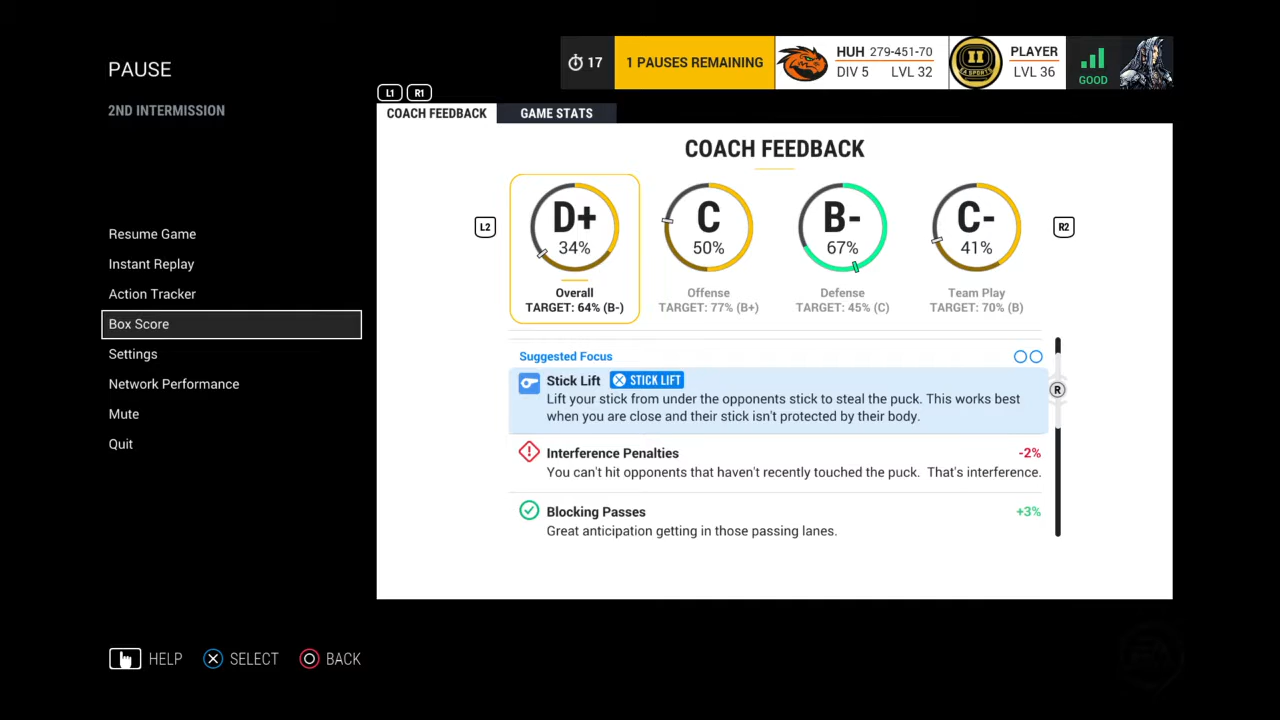 PAUSE
2ND INTERMISSION
17
1 PAUSES REMAINING
HUH 279-451-70
DIV 5 LVL 32
II
EA SPORTS
PLAYER
LVL 36
GOOD
L1 R1
COACH FEEDBACK GAME STATS
COACH FEEDBACK
L2
D+
34%
Overall
TARGET: 64% (B-)
C
50%
Offense
TARGET: 77% (B+)
B-
67%
Defense
TARGET: 45% (C)
C-
41%
Team Play
TARGET: 70% (B)
R2
Resume Game
Instant Replay
Action Tracker
Box Score
Settings
Network Performance
Mute
Quit
Suggested Focus
Stick Lift STICK LIFT
Lift your stick from under the opponents stick to steal the puck. This works best
when you are close and their stick isn't protected by their body.
R
Interference Penalties -2%
You can't hit opponents that haven't recently touched the puck. That's interference.
Blocking Passes +3%
Great anticipation getting in those passing lanes.
HELP SELECT BACK